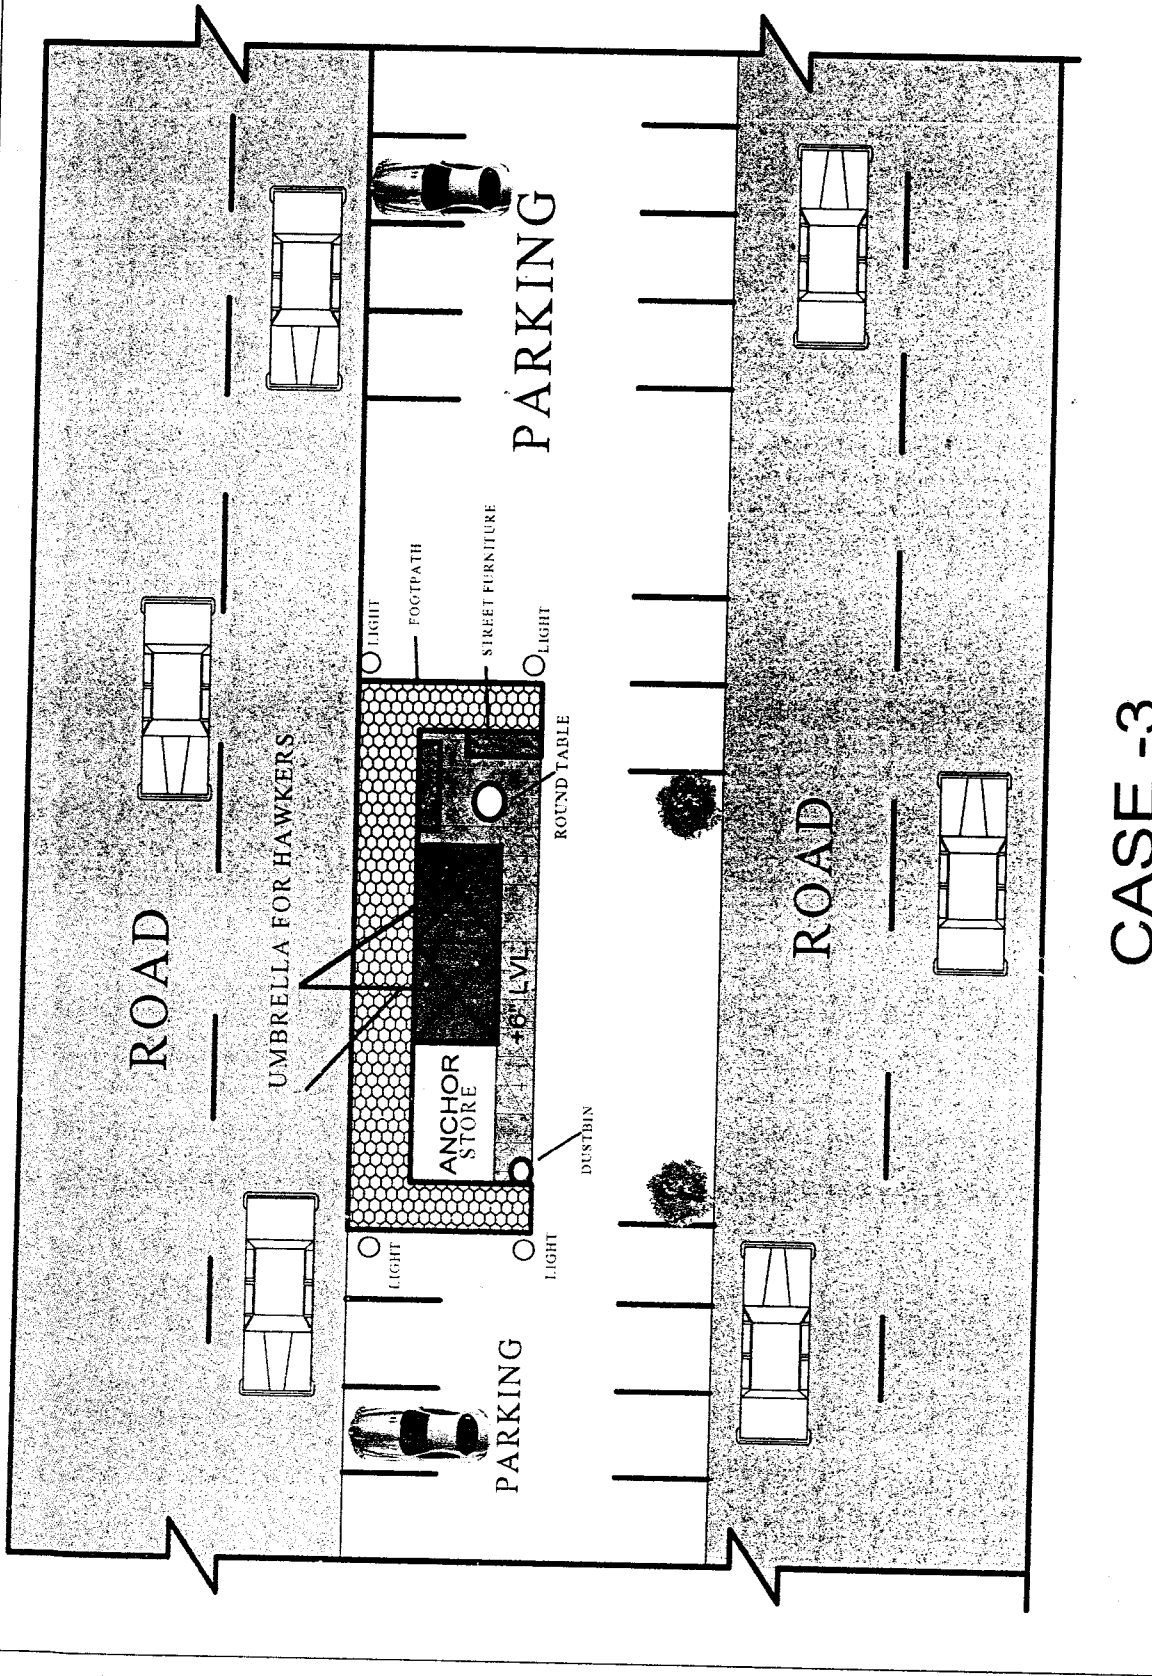 ROAD
UMBRELLA FOR HAWKERS
LIGHT
FOOTPATH
STREET FURNITURE
LIGHT
PARKING
ANCHOR
STORE
+6" LVL
ROUND TABLE
LIGHT
LIGHT
DUSTBIN
PARKING
ROAD
CASE -3